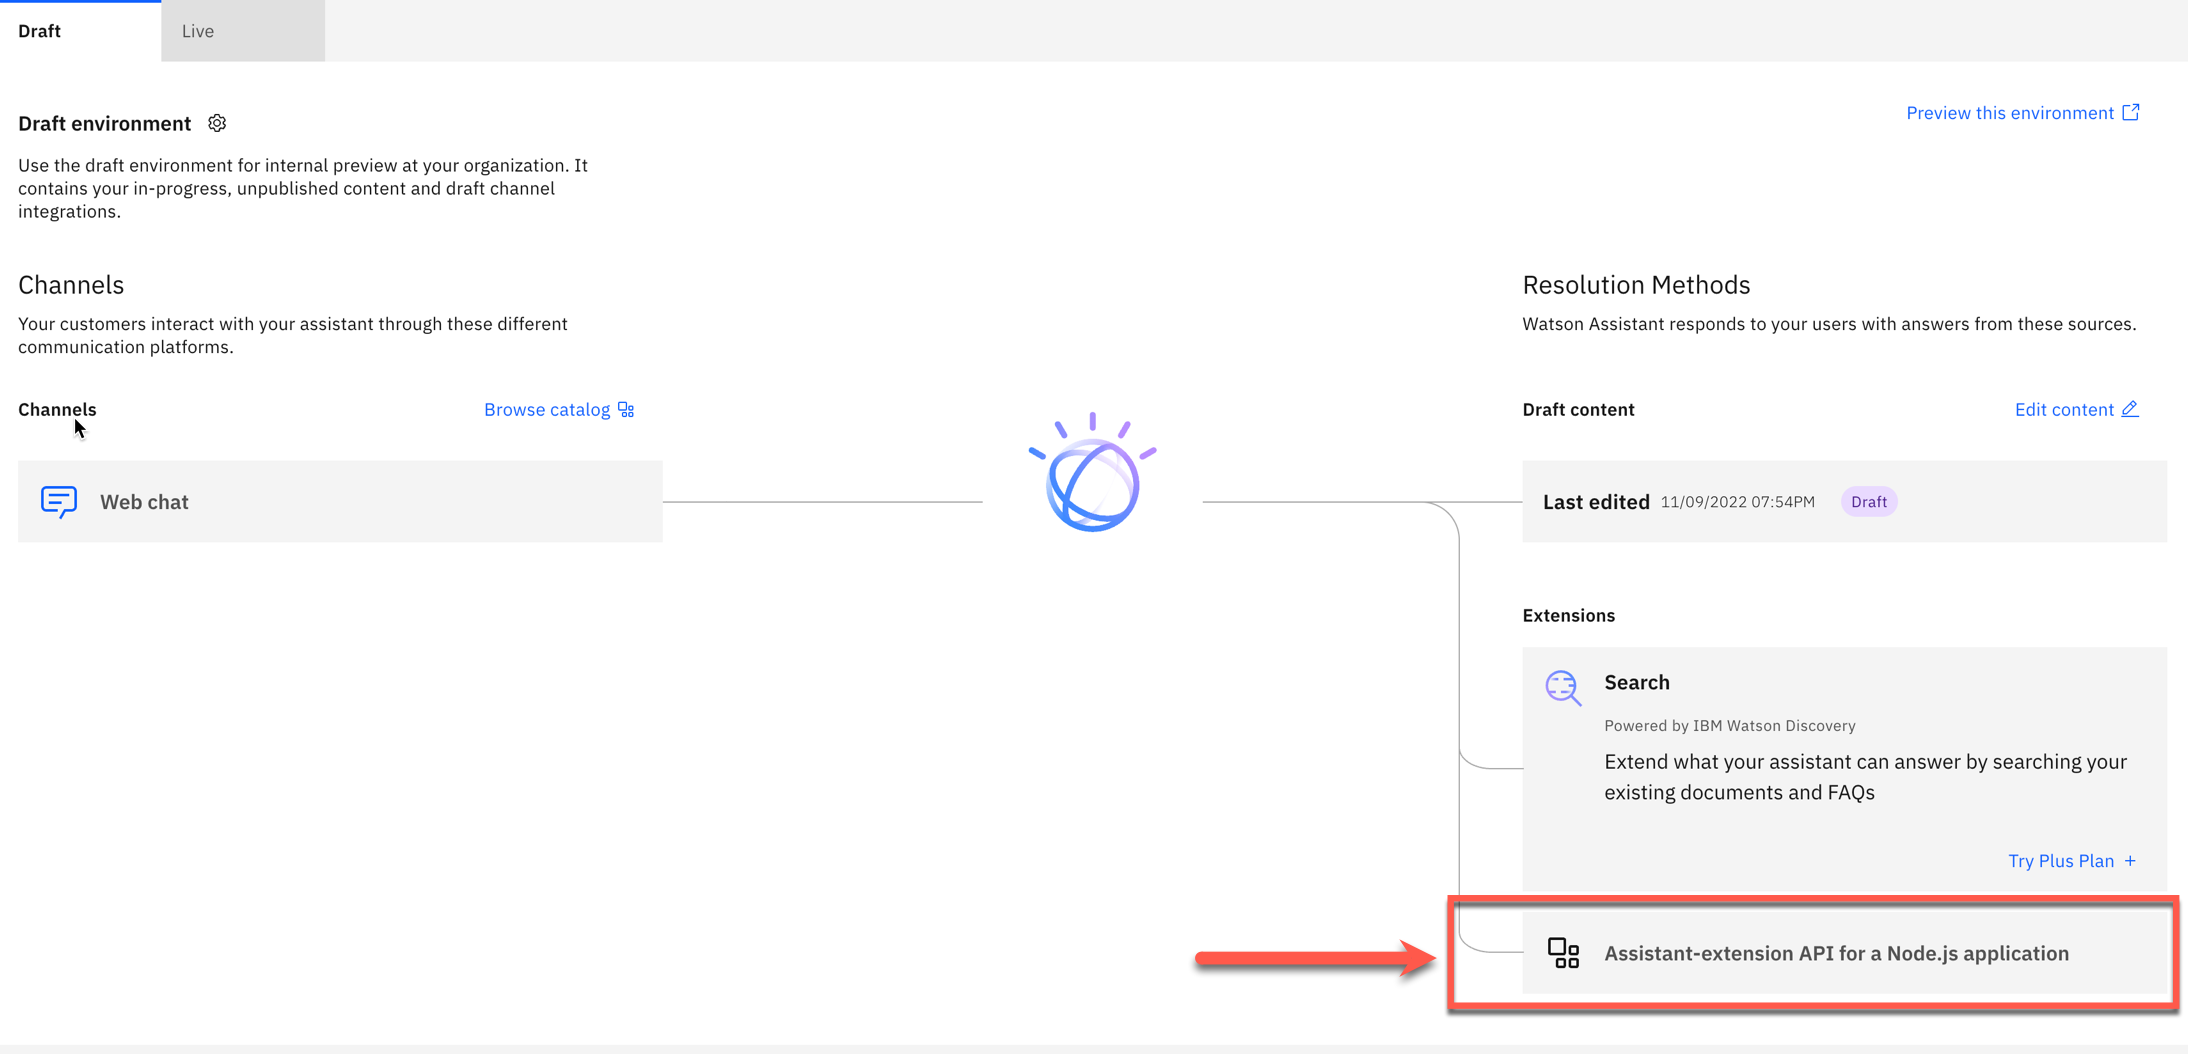 Draft
Live
Draft environment
Preview this environment
Use the draft environment for internal preview at your organization. It
contains your in-progress, unpublished content and draft channel
integrations.
Channels
Your customers interact with your assistant through these different
communication platforms.
Channels
Browse catalog
Web chat
Resolution Methods
Watson Assistant responds to your users with answers from these sources.
Draft content
Edit content
Last edited 11/09/2022 07:54PM Draft
Extensions
Search
Powered by IBM Watson Discovery
Extend what your assistant can answer by searching your
existing documents and FAQs
Try Plus Plan +
Assistant-extension API for a Node.js application